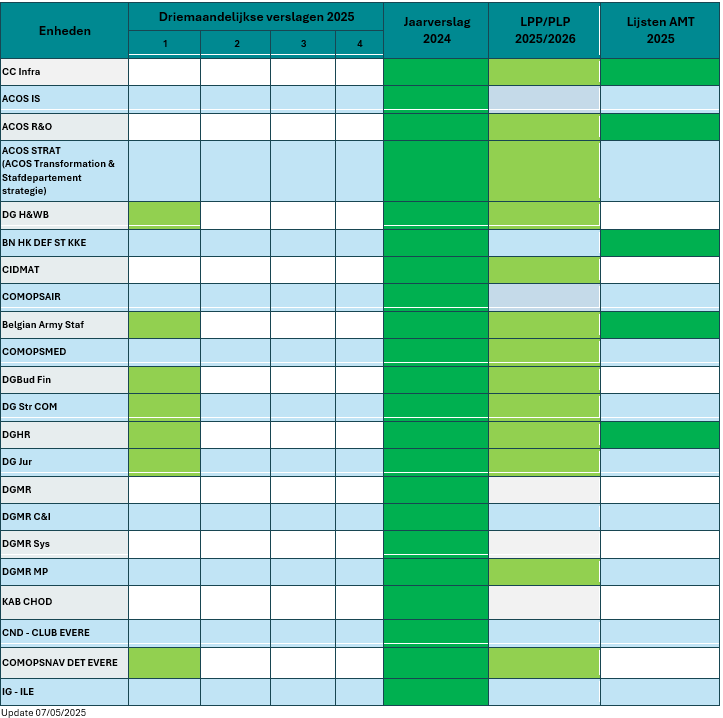 Enheden
Driemaandelijkse verslagen 2025
1
2
3
4
Jaarverslag
2024
LPP/PLP
2025/2026
Lijsten AMT
2025
CC Infra
ACOS IS
ACOS R&O
ACOS STRAT
(ACOS Transformation &
Stafdepartement
strategie)
DG H&WB
BN HK DEF ST KKE
CIDMAT
COMOPSAIR
Belgian Army Staf
COMOPSMED
DGBud Fin
DG Str COM
DGHR
DG Jur
DGMR
DGMR C&I
DGMR Sys
DGMR MP
KAB CHOD
CND - CLUB EVERE
COMOPSNAV DET EVERE
IG - ILE
Update 07/05/2025